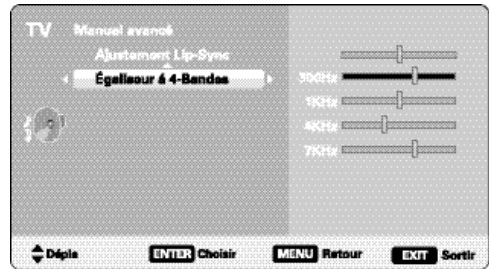 TV Manuel avancé
Ajustement Lip-Sync
Égaliseur à 4-Bandes
300Hz
1KHz
4KHz
7KHz
Dépla ENTER Choisir MENU Retour EXIT Sortir